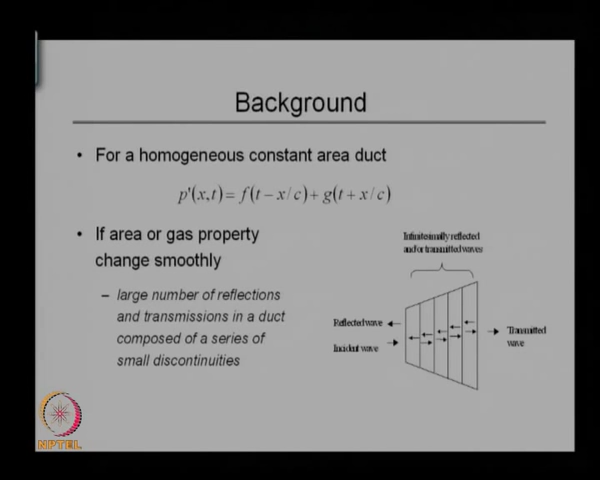 Background
• For a homogeneous constant area duct
p'(x,t) = f(t − x/c) + g(t + x/c)
• If area or gas property
change smoothly
– large number of reflections
and transmissions in a duct
composed of a series of
small discontinuities
Infinitesimally reflected
and/or transmitted waves
Reflected wave
Incident wave
Transmitted
wave
NPTEL